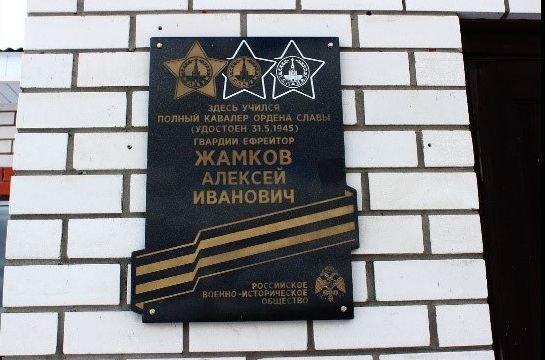 ЗДЕСЬ УЧИЛСЯ
ПОЛНЫЙ КАВАЛЕР ОРДЕНА СЛАВЫ
(УДОСТОЕН 31.5.1945)
ГВАРДИИ ЕФРЕЙТОР
ЖАМКОВ
АЛЕКСЕЙ
ИВАНОВИЧ
РОССИЙСКОЕ
ВОЕННО-ИСТОРИЧЕСКОЕ
ОБЩЕСТВО